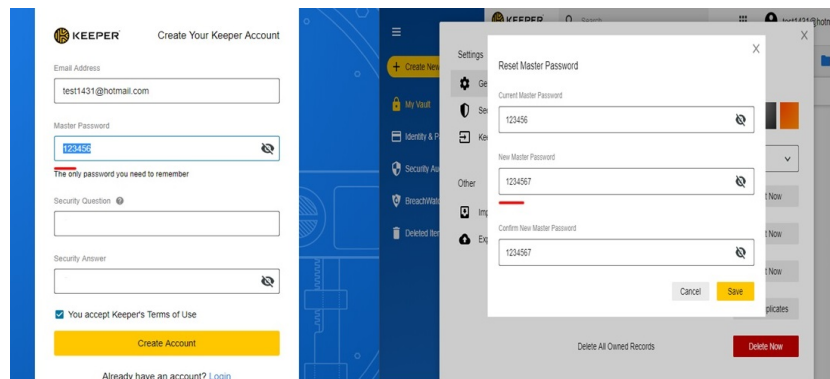 KEEPER
Create Your Keeper Account
Email Address
test1431@hotmail.com
Master Password
123456
The only password you need to remember
Security Question
Security Answer
You accept Keeper's Terms of Use
Create Account
Already have an account? Login
KEEPER
Search
+ Create New
My Vault
Identity & P
Security Au
BreachWatc
Deleted Iter
Settings
Ge
Se
Kee
Other
Imp
Exp
Reset Master Password
X
X
Current Master Password
123456
New Master Password
1234567
Confirm New Master Password
1234567
Cancel
Save
t Now
t Now
t Now
plicates
Delete All Owned Records
Delete Now